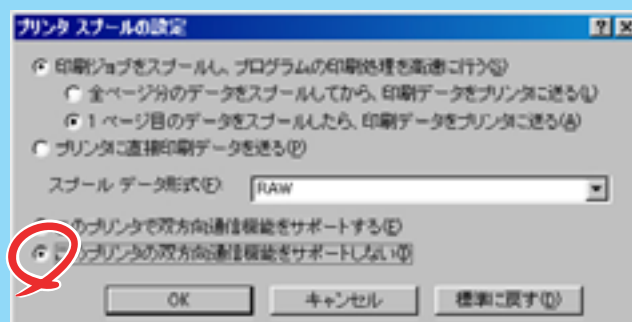 プリンタ スプールの設定
印刷ジョブをスプールし、プログラムの印刷処理を高速に行う(S)
全ページ分のデータをスプールしてから、印刷データをプリンタに送る(L)
1 ページ目のデータをスプールしたら、印刷データをプリンタに送る(A)
プリンタに直接印刷データを送る(P)
スプール データ形式(F): RAW
このプリンタで双方向通信機能をサポートする(E)
このプリンタの双方向通信機能をサポートしない(I)
OK キャンセル 標準に戻す(D)